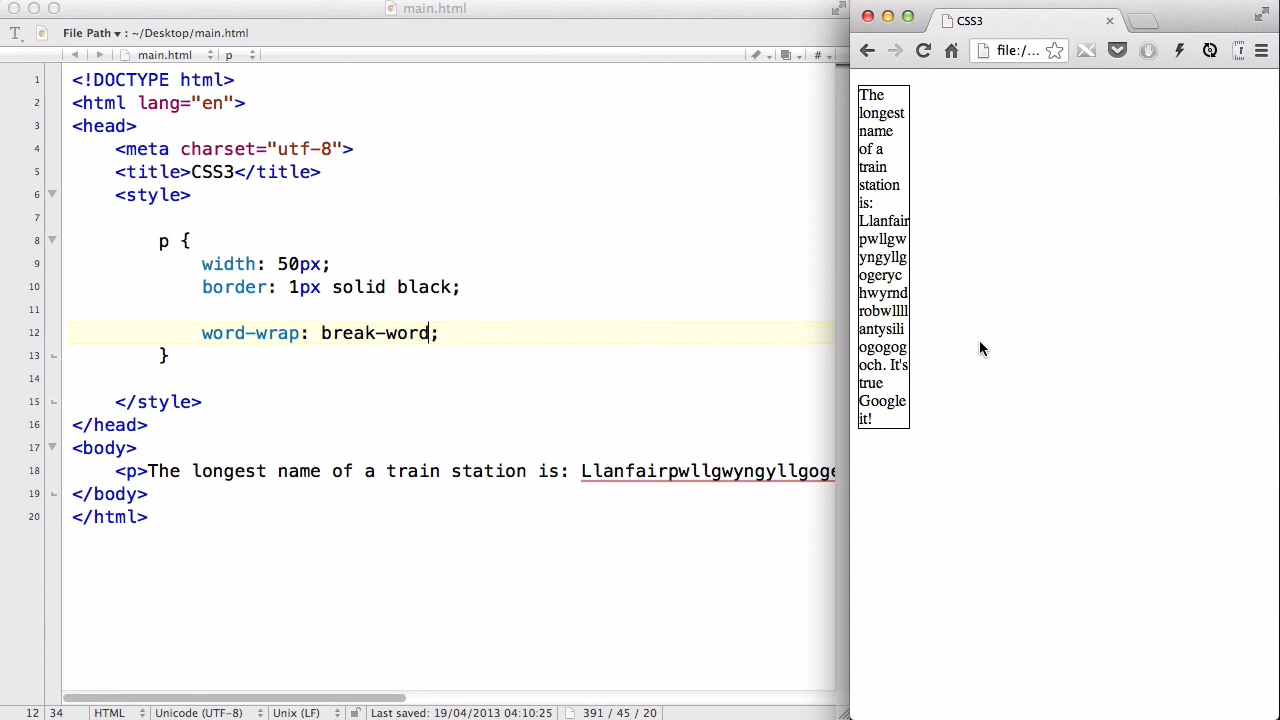 main.html
CSS3
File Path ▾ : ~/Desktop/main.html
file:/...
main.html
p
#
1 <!DOCTYPE html>
2 <html lang="en">
3 <head>
4 <meta charset="utf-8">
5 <title>CSS3</title>
6 <style>
7
8 p {
9 width: 50px;
10 border: 1px solid black;
11
12 word-wrap: break-word;
13 }
14
15 </style>
16 </head>
17 <body>
18 <p>The longest name of a train station is: Llanfairpwllgwyngyllgoge
19 </body>
20 </html>
The
longest
name
of a
train
station
is:
Llanfair
pwllgw
yngyllg
ogeryc
hwyrnd
robwllll
antysili
ogogog
och. It's
true
Google
it!
12 34 HTML Unicode (UTF-8) Unix (LF) Last saved: 19/04/2013 04:10:25 391 / 45 / 20